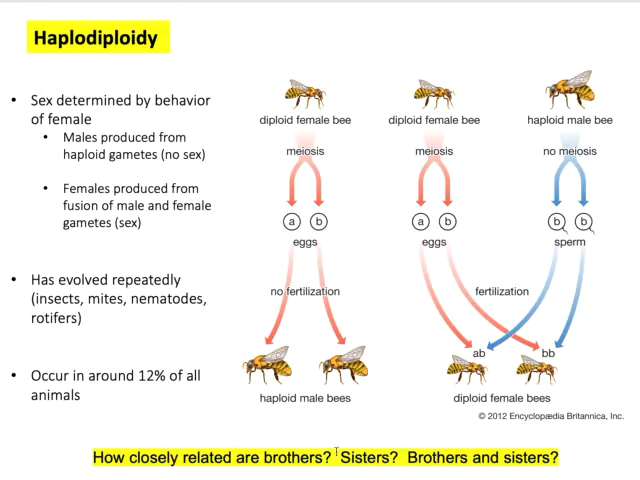 Haplodiploidy
• Sex determined by behavior
of female
• Males produced from
haploid gametes (no sex)
• Females produced from
fusion of male and female
gametes (sex)
• Has evolved repeatedly
(insects, mites, nematodes,
rotifers)
• Occur in around 12% of all
animals
diploid female bee diploid female bee haploid male bee
meiosis meiosis no meiosis
a b a b b b
eggs eggs sperm
no fertilization fertilization
ab bb
haploid male bees diploid female bees
© 2012 Encyclopædia Britannica, Inc.
How closely related are brothers? Sisters? Brothers and sisters?